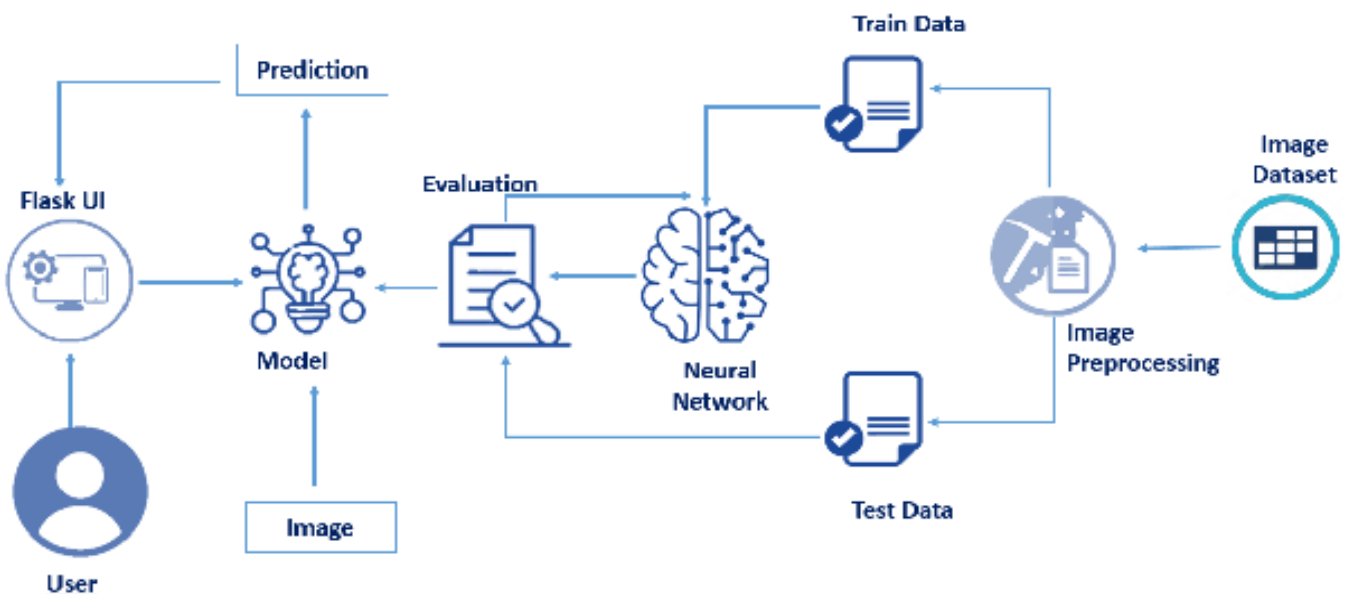 Train Data
Prediction
Image
Dataset
Evaluation
Flask UI
Image
Preprocessing
Model
Neural
Network
Test Data
Image
User